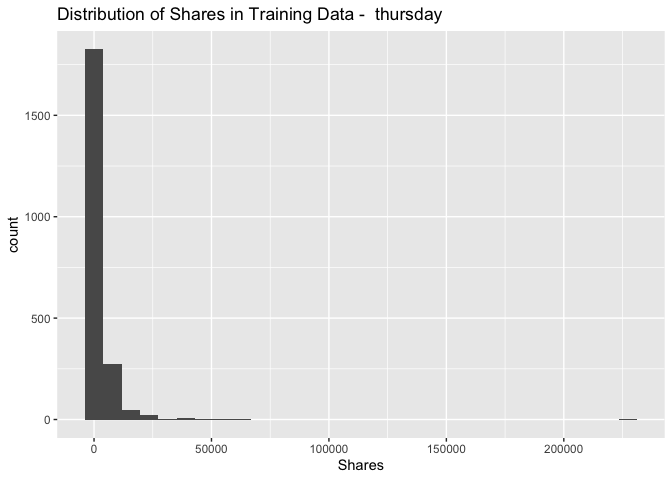 Distribution of Shares in Training Data -  thursday
1500
1000
500
0
count
0 50000 100000 150000 200000
Shares